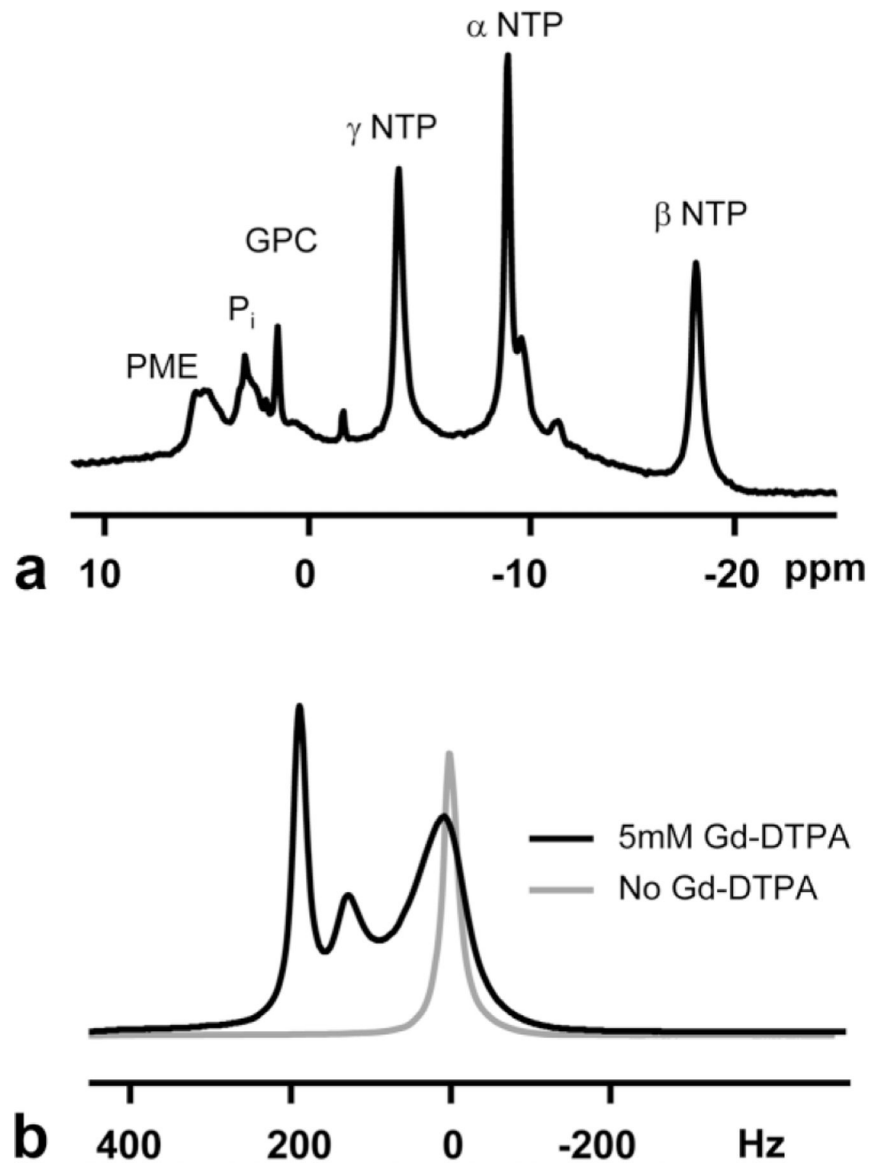 α NTP
γ NTP
β NTP
GPC
Pi
PME
a 10 0 -10 -20 ppm
5mM Gd-DTPA
No Gd-DTPA
b 400 200 0 -200 Hz